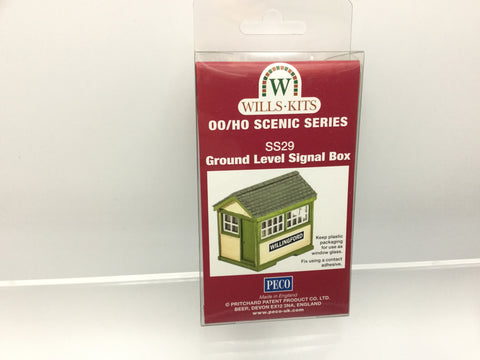 W
WILLS·KITS
OO/HO SCENIC SERIES
SS29
Ground Level Signal Box
WILLINGFORD
Keep plastic
packaging
for use as
window glass.
Fix using a contact
adhesive.
PECO
Made in England
© PRITCHARD PATENT PRODUCT CO. LTD.
BEER, DEVON EX12 3NA, ENGLAND
www.peco-uk.com